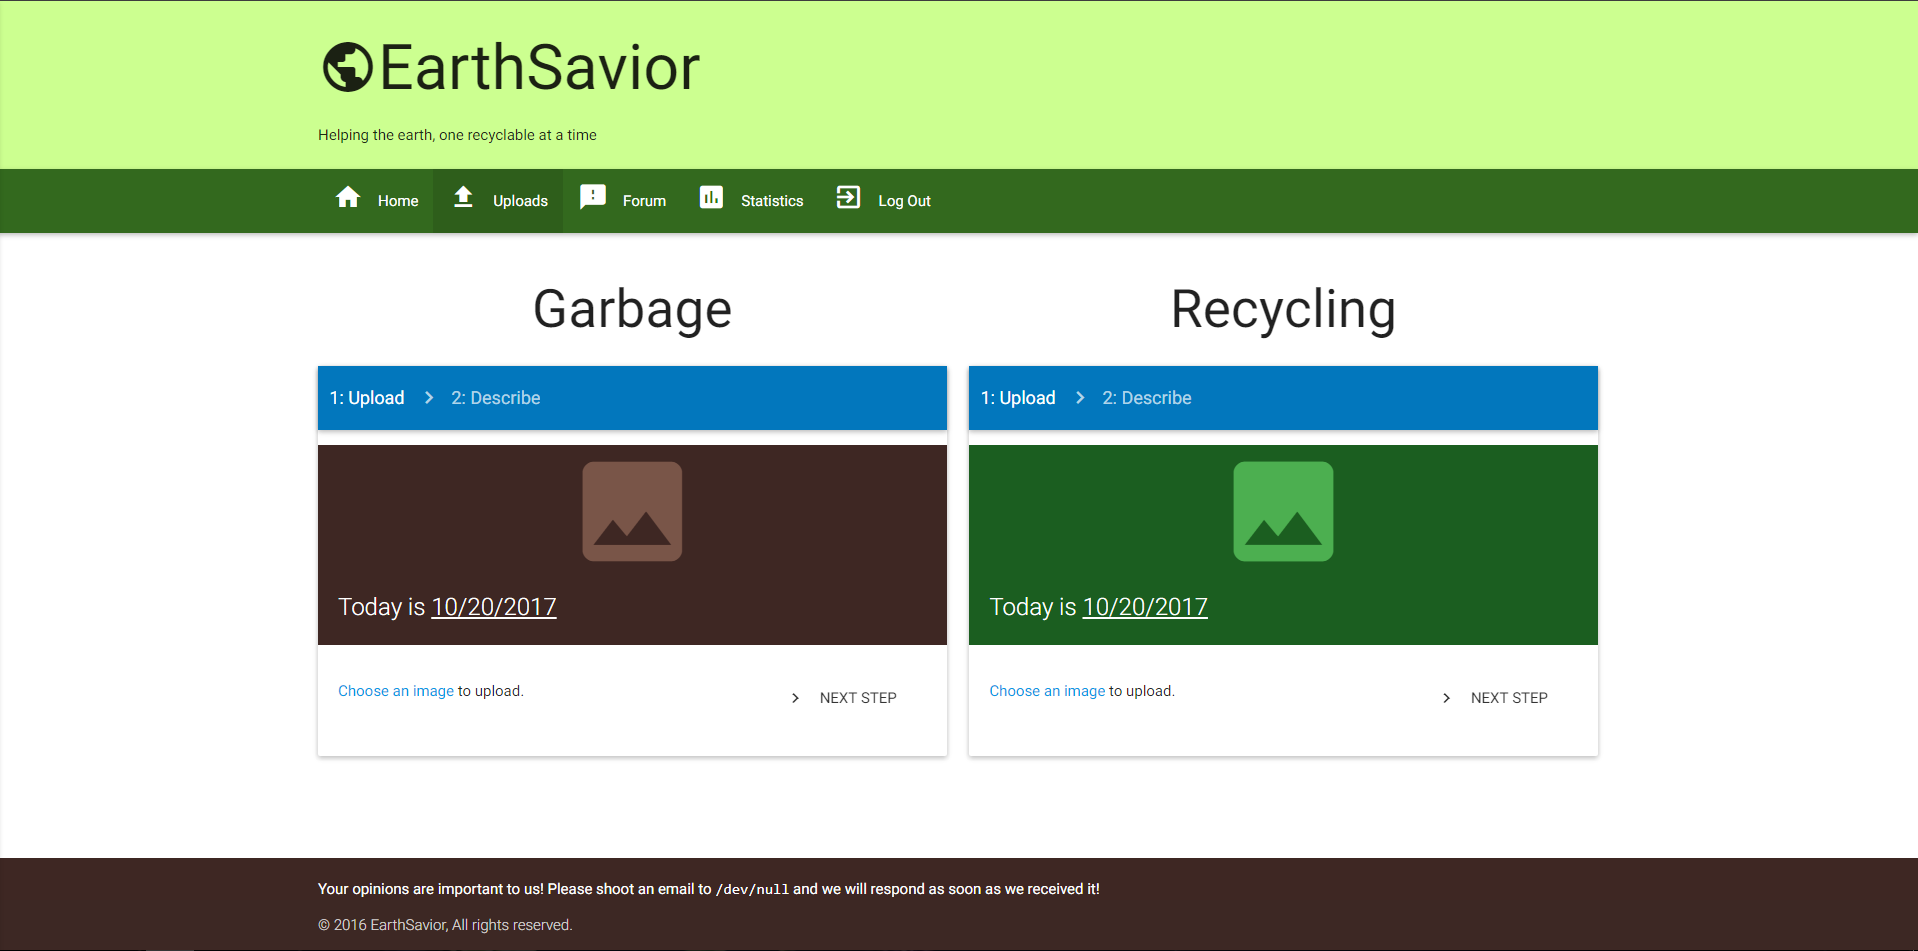 EarthSavior
Helping the earth, one recyclable at a time
Home Uploads Forum Statistics Log Out
Garbage
1: Upload 2: Describe
Today is 10/20/2017
Choose an image to upload.
NEXT STEP
Recycling
1: Upload 2: Describe
Today is 10/20/2017
Choose an image to upload.
NEXT STEP
Your opinions are important to us! Please shoot an email to /dev/null and we will respond as soon as we received it!
© 2016 EarthSavior, All rights reserved.